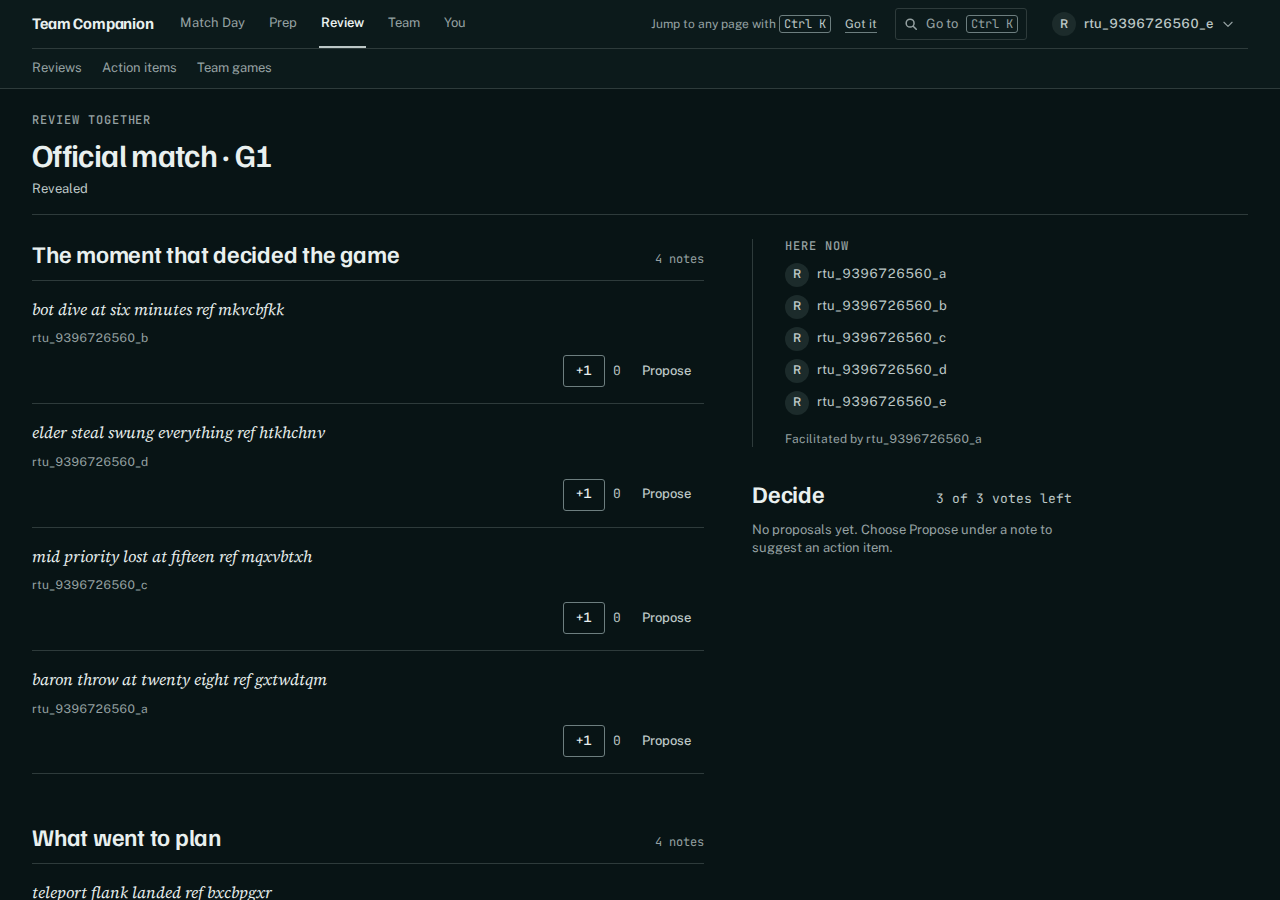 Team Companion Match Day Prep Review Team You Jump to any page with Ctrl K Got it Go to Ctrl K R rtu_9396726560_e
Reviews Action items Team games
REVIEW TOGETHER
Official match · G1
Revealed
The moment that decided the game 4 notes
bot dive at six minutes ref mkvcbfkk
rtu_9396726560_b
+1 0 Propose
elder steal swung everything ref htkhchnv
rtu_9396726560_d
+1 0 Propose
mid priority lost at fifteen ref mqxvbtxh
rtu_9396726560_c
+1 0 Propose
baron throw at twenty eight ref gxtwdtqm
rtu_9396726560_a
+1 0 Propose
What went to plan 4 notes
teleport flank landed ref bxcbpgxr
HERE NOW
R rtu_9396726560_a
R rtu_9396726560_b
R rtu_9396726560_c
R rtu_9396726560_d
R rtu_9396726560_e
Facilitated by rtu_9396726560_a
Decide 3 of 3 votes left
No proposals yet. Choose Propose under a note to
suggest an action item.